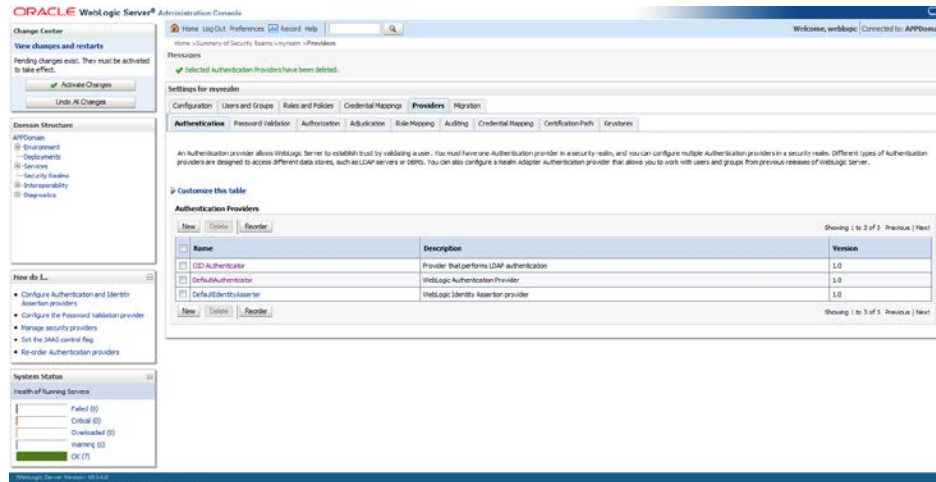 ORACLE WebLogic Server® Administration Console
Change Center
View changes and restarts
Pending changes exist. They must be activated
to take effect.
Activate Changes
Undo All Changes
Domain Structure
APPDomain
Environment
Deployments
Services
Security Realms
Interoperability
Diagnostics
How do I...
Configure Authentication and Identity
Assertion providers
Configure the Password Validation provider
Manage security providers
Set the JAAS control flag
Re-order Authentication providers
System Status
Health of Running Servers
Failed (0)
Critical (0)
Overloaded (0)
Warning (0)
OK (7)
Home Log Out Preferences Record Help
Welcome, weblogic Connected to: APPDoma
Home >Summary of Security Realms >myrealm >Providers
Messages
Selected Authentication Providers have been deleted.
Settings for myrealm
Configuration Users and Groups Roles and Policies Credential Mappings Providers Migration
Authentication Password Validation Authorization Adjudication Role Mapping Auditing Credential Mapping Certification Path Keystores
An Authentication provider allows WebLogic Server to establish trust by validating a user. You must have one Authentication provider in a security realm, and you can configure multiple Authentication providers in a security realm. Different types of Authentication
providers are designed to access different data stores, such as LDAP servers or DBMS. You can also configure a Realm Adapter Authentication provider that allows you to work with users and groups from previous releases of WebLogic Server.
Customize this table
Authentication Providers
New Delete Reorder Showing 1 to 3 of 3 Previous | Next
Name Description Version
OID Authenticator Provider that performs LDAP authentication 1.0
DefaultAuthenticator WebLogic Authentication Provider 1.0
DefaultIdentityAsserter WebLogic Identity Assertion provider 1.0
New Delete Reorder Showing 1 to 3 of 3 Previous | Next
WebLogic Server Version: 10.3.6.0